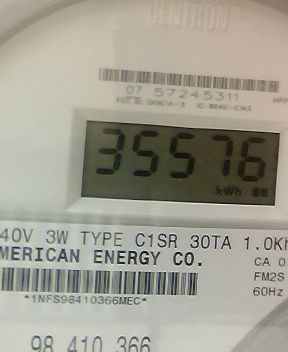 CENTRON
07 57245311
35576
kWh
40V 3W TYPE C1SR 30TA 1.0Kh
MERICAN ENERGY CO.
CA 0
FM2S
60Hz
*1NFS98410366MEC*
98 410 366